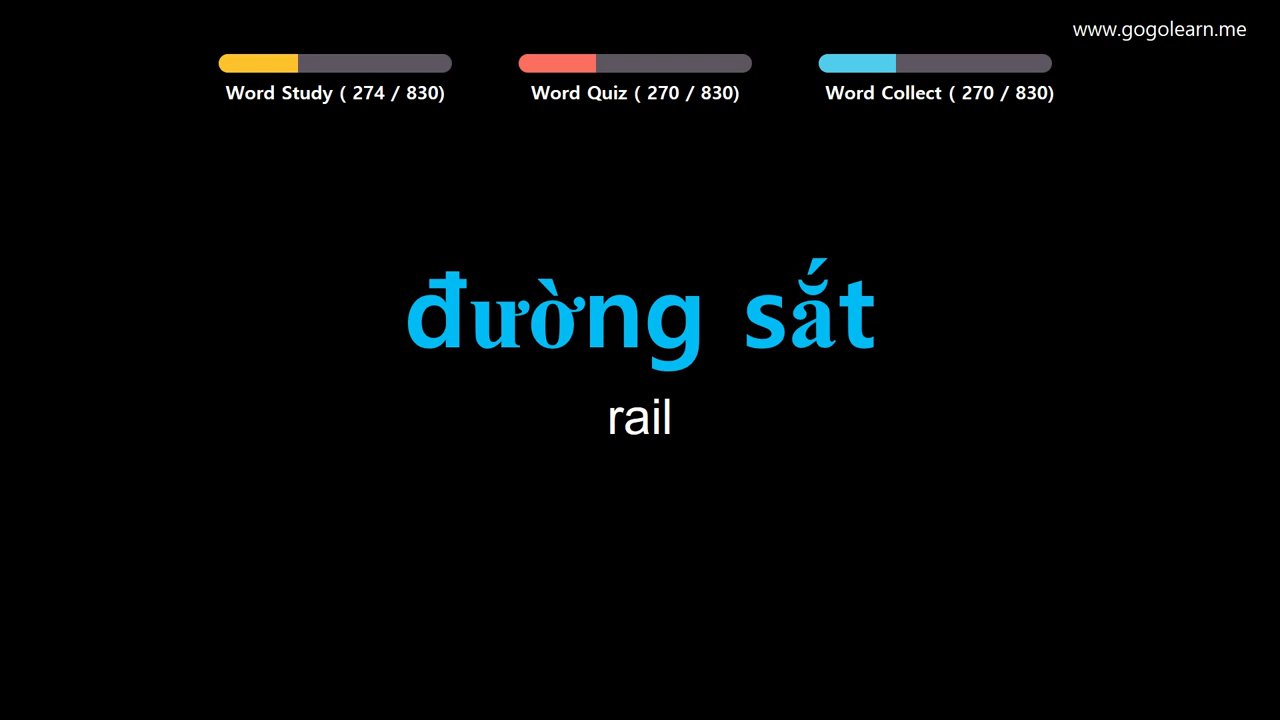 www.gogolearn.me
Word Study ( 274 / 830)
Word Quiz ( 270 / 830)
Word Collect ( 270 / 830)
đường sắt
rail